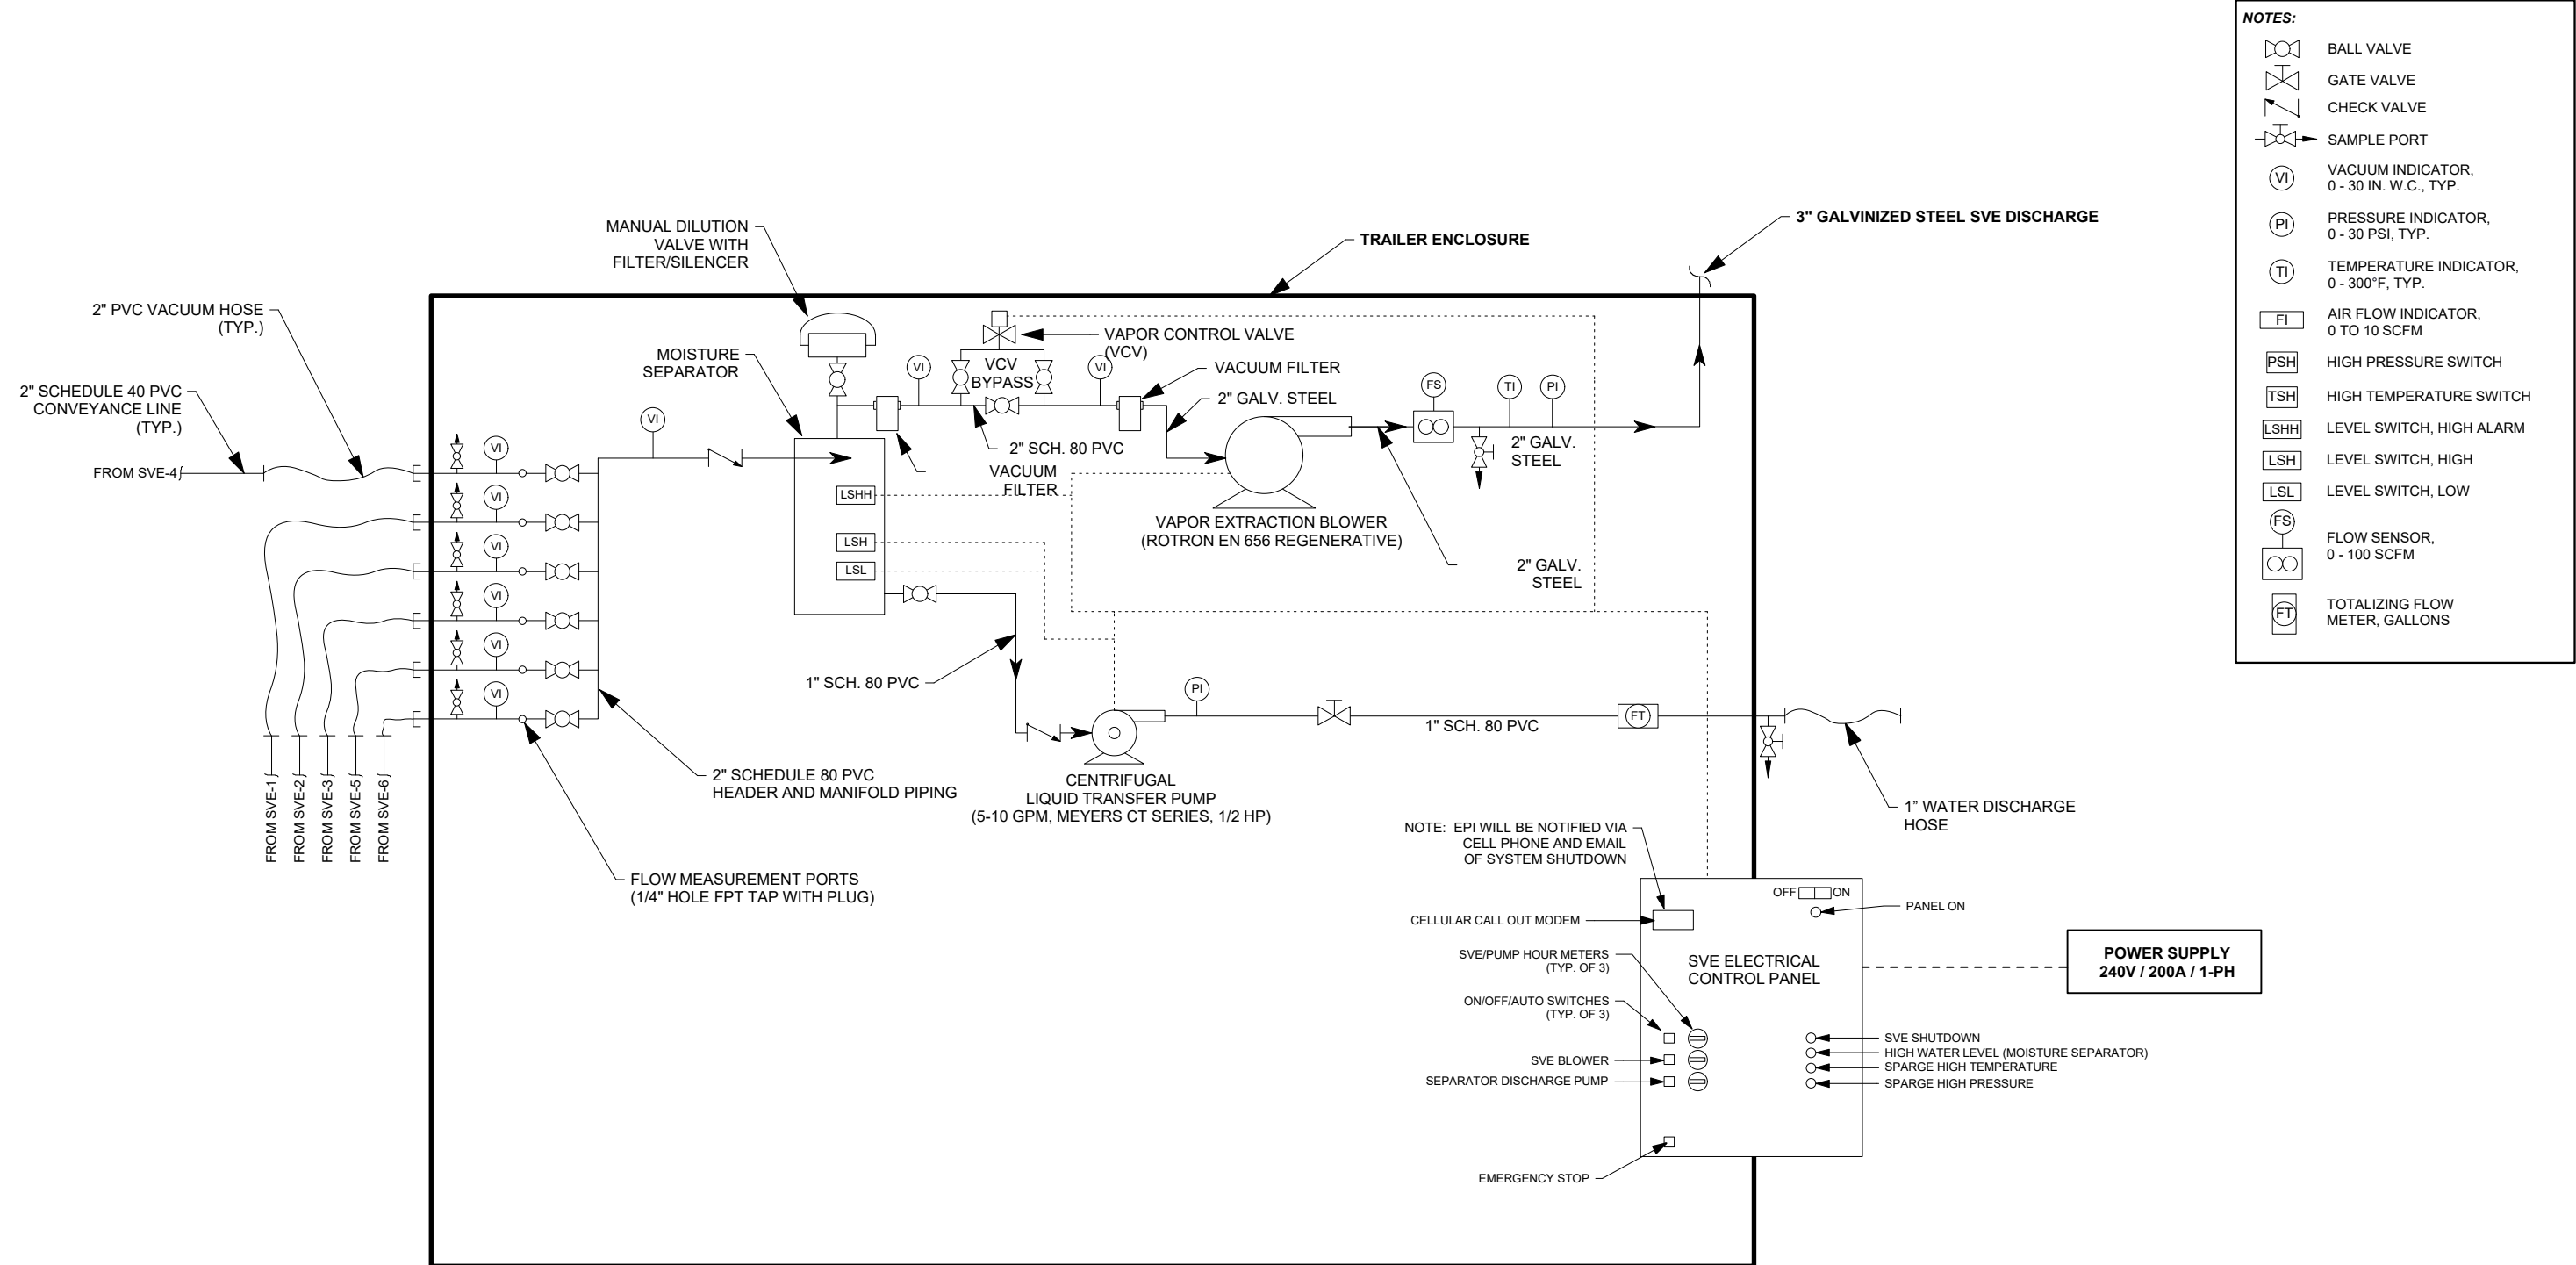 NOTES:
BALL VALVE
GATE VALVE
CHECK VALVE
SAMPLE PORT
VI
VACUUM INDICATOR,
0 - 30 IN. W.C., TYP.
PI
PRESSURE INDICATOR,
0 - 30 PSI, TYP.
TI
TEMPERATURE INDICATOR,
0 - 300°F, TYP.
FI
AIR FLOW INDICATOR,
0 TO 10 SCFM
PSH
HIGH PRESSURE SWITCH
TSH
HIGH TEMPERATURE SWITCH
LSHH
LEVEL SWITCH, HIGH ALARM
LSH
LEVEL SWITCH, HIGH
LSL
LEVEL SWITCH, LOW
FS
FLOW SENSOR,
0 - 100 SCFM
FT
TOTALIZING FLOW
METER, GALLONS
3" GALVINIZED STEEL SVE DISCHARGE
TRAILER ENCLOSURE
MANUAL DILUTION
VALVE WITH
FILTER/SILENCER
2" PVC VACUUM HOSE
(TYP.)
2" SCHEDULE 40 PVC
CONVEYANCE LINE
(TYP.)
FROM SVE-4
MOISTURE
SEPARATOR
VAPOR CONTROL VALVE
(VCV)
VCV
BYPASS
VI
VI
VACUUM FILTER
2" GALV. STEEL
FS
TI
PI
VI
2" SCH. 80 PVC
VACUUM
FILTER
2" GALV.
STEEL
VI
VI
VI
VI
VI
VI
LSHH
LSH
LSL
VAPOR EXTRACTION BLOWER
(ROTRON EN 656 REGENERATIVE)
2" GALV.
STEEL
1" SCH. 80 PVC
PI
1" SCH. 80 PVC
FT
FROM SVE-1
FROM SVE-2
FROM SVE-3
FROM SVE-5
FROM SVE-6
2" SCHEDULE 80 PVC
HEADER AND MANIFOLD PIPING
CENTRIFUGAL
LIQUID TRANSFER PUMP
(5-10 GPM, MEYERS CT SERIES, 1/2 HP)
1” WATER DISCHARGE
HOSE
FLOW MEASUREMENT PORTS
(1/4" HOLE FPT TAP WITH PLUG)
NOTE: EPI WILL BE NOTIFIED VIA
CELL PHONE AND EMAIL
OF SYSTEM SHUTDOWN
OFF ON
PANEL ON
CELLULAR CALL OUT MODEM
SVE/PUMP HOUR METERS
(TYP. OF 3)
SVE ELECTRICAL
CONTROL PANEL
POWER SUPPLY
240V / 200A / 1-PH
ON/OFF/AUTO SWITCHES
(TYP. OF 3)
SVE BLOWER
SEPARATOR DISCHARGE PUMP
SVE SHUTDOWN
HIGH WATER LEVEL (MOISTURE SEPARATOR)
SPARGE HIGH TEMPERATURE
SPARGE HIGH PRESSURE
EMERGENCY STOP